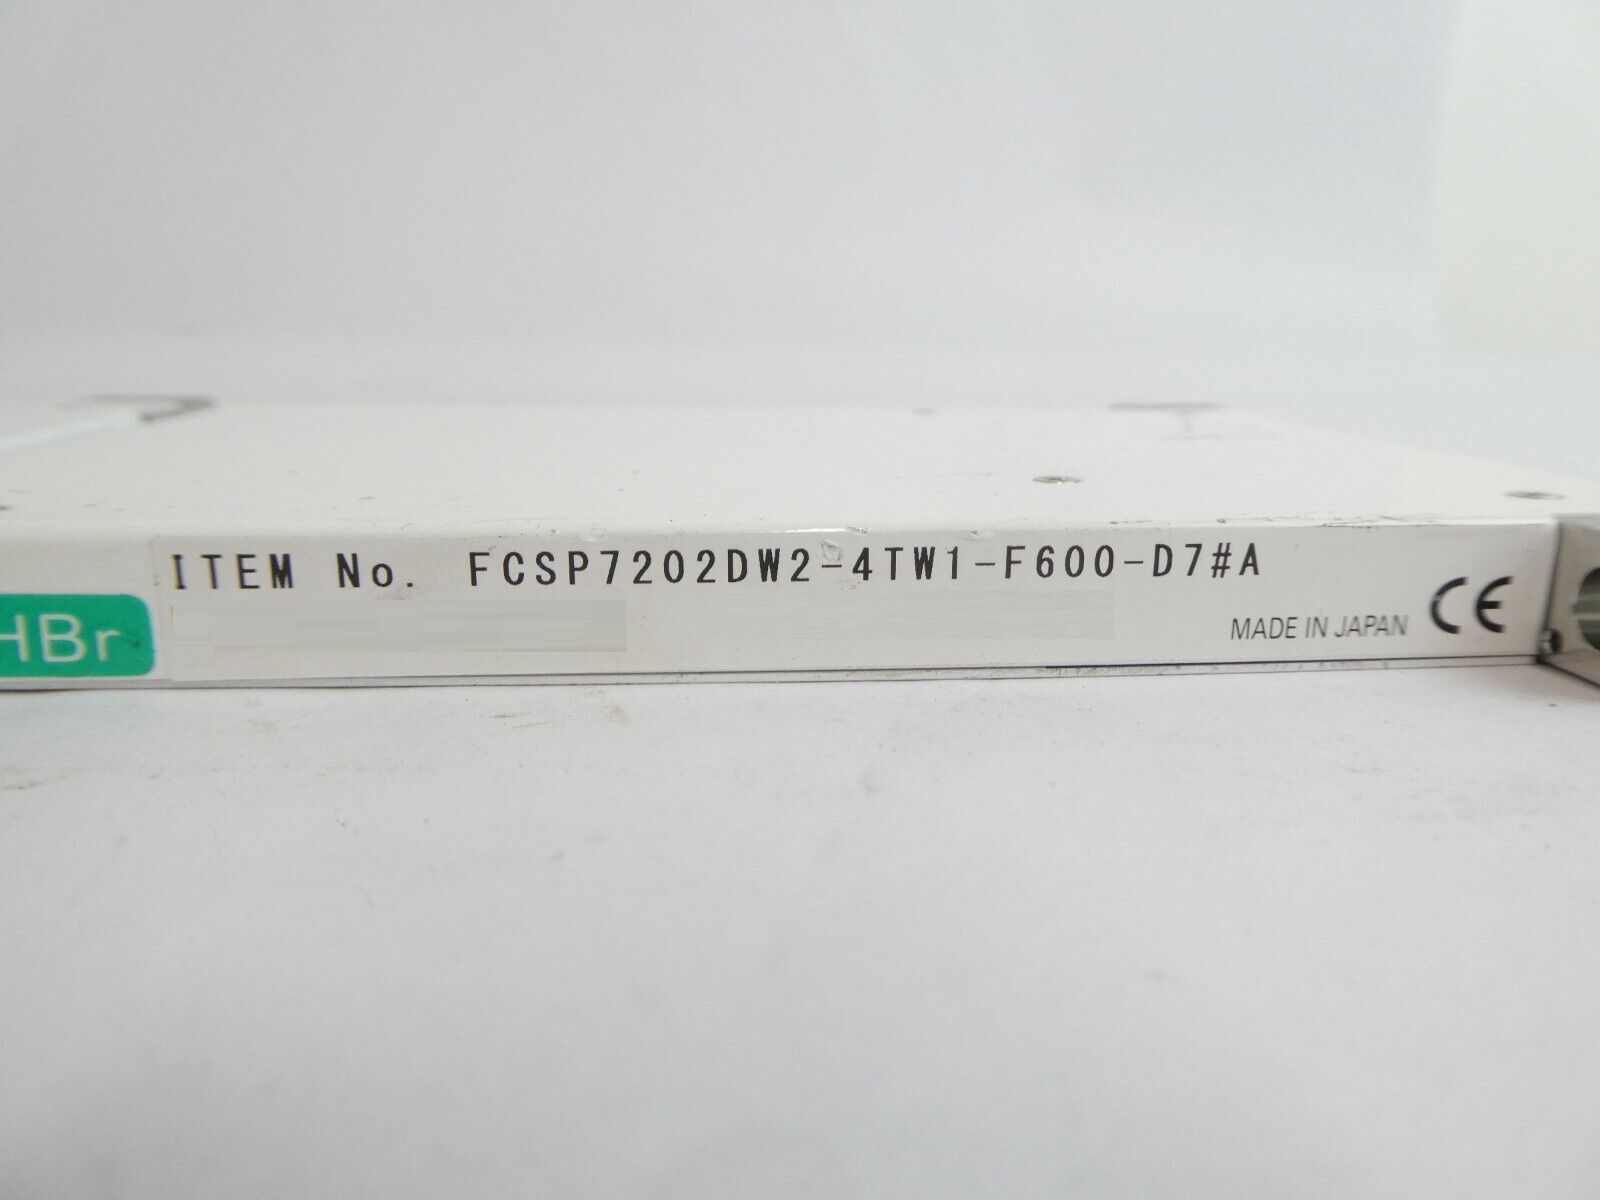 ITEM No. FCSP7202DW2-4TW1-F600-D7#A
HBr
MADE IN JAPAN CE